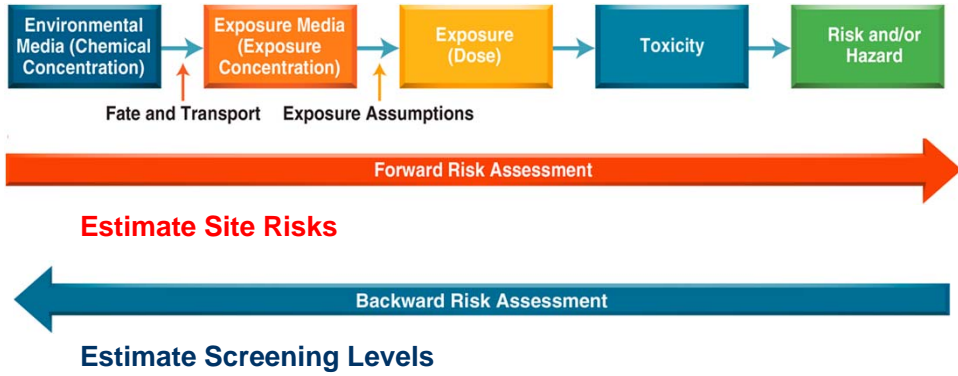 Environmental
Media (Chemical
Concentration)
Exposure Media
(Exposure
Concentration)
Exposure
(Dose)
Toxicity
Risk and/or
Hazard
Fate and Transport
Exposure Assumptions
Forward Risk Assessment
Estimate Site Risks
Backward Risk Assessment
Estimate Screening Levels